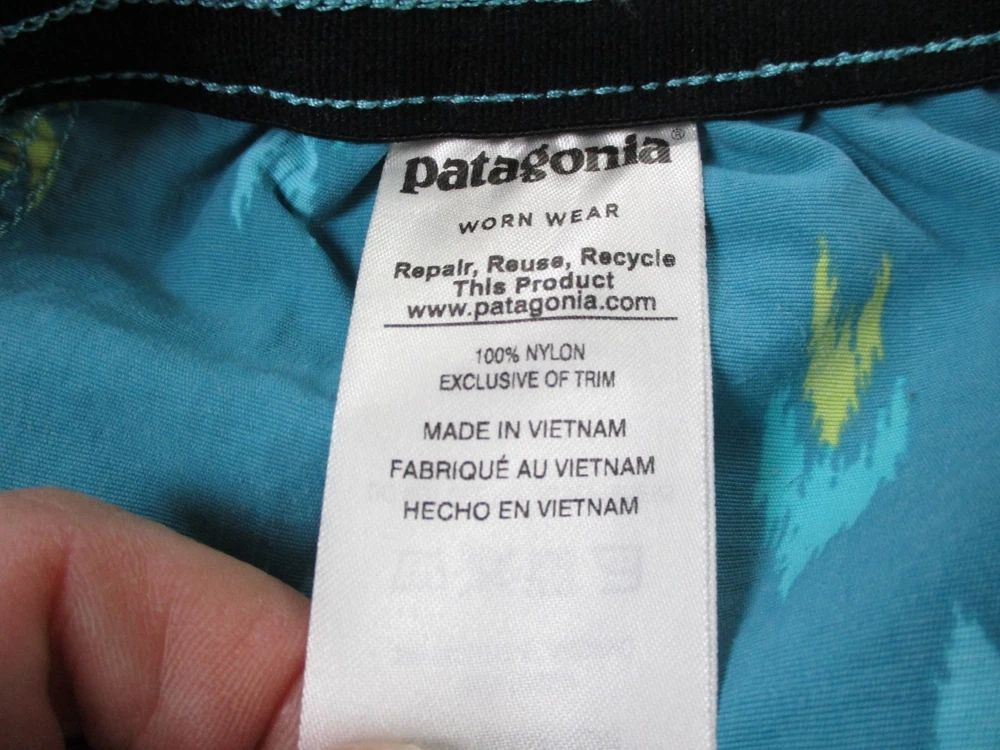 patagonia®
WORN WEAR
Repair, Reuse, Recycle
This Product
www.patagonia.com
100% NYLON
EXCLUSIVE OF TRIM
MADE IN VIETNAM
FABRIQUÉ AU VIETNAM
HECHO EN VIETNAM